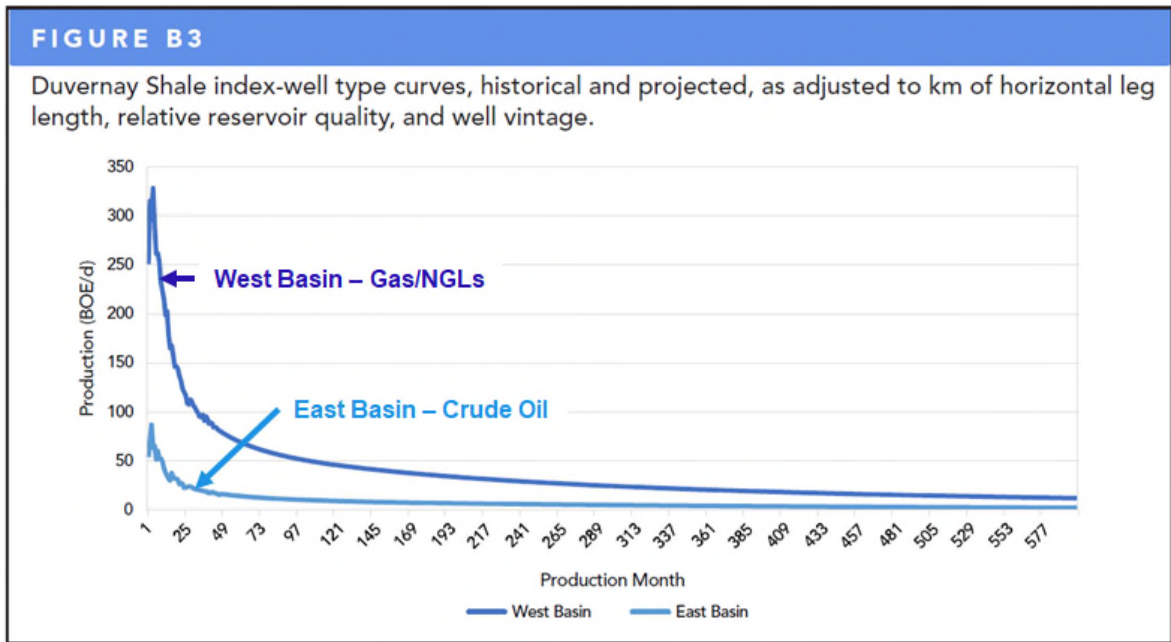 FIGURE B3
Duvernay Shale index-well type curves, historical and projected, as adjusted to km of horizontal leg
length, relative reservoir quality, and well vintage.
350
300
250
200
150
100
50
0
Production (BOE/d)
West Basin – Gas/NGLs
East Basin – Crude Oil
1 25 49 73 97 121 145 169 193 217 241 265 289 313 337 361 385 409 433 457 481 505 529 553 577
Production Month
West Basin East Basin